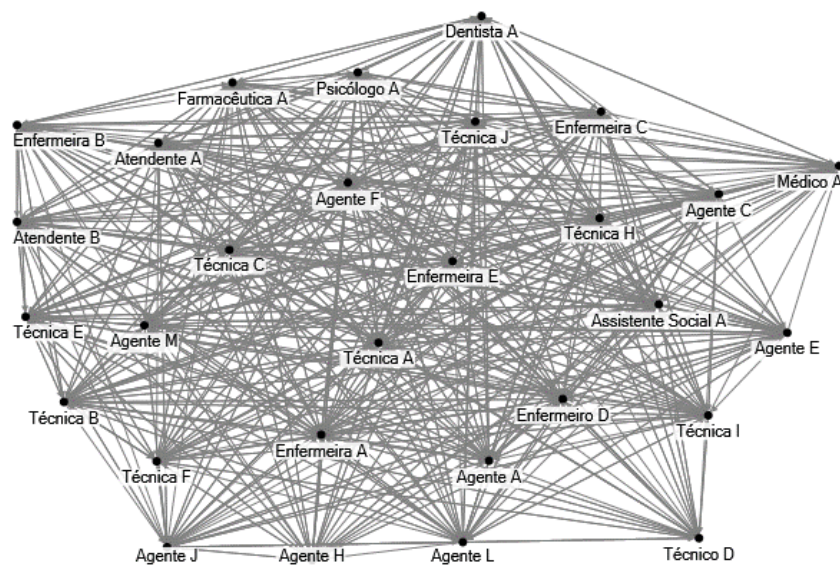 Dentista A
Psicólogo A
Farmacêutica A
Enfermeira C
Técnica J
Enfermeira B
Atendente A
Médico A
Agente F
Agente C
Técnica H
Atendente B
Técnica C
Enfermeira E
Assistente Social A
Técnica E
Agente M
Agente E
Técnica A
Técnica B
Enfermeiro D
Técnica I
Enfermeira A
Técnica F
Agente A
Agente J
Agente H
Agente L
Técnico D